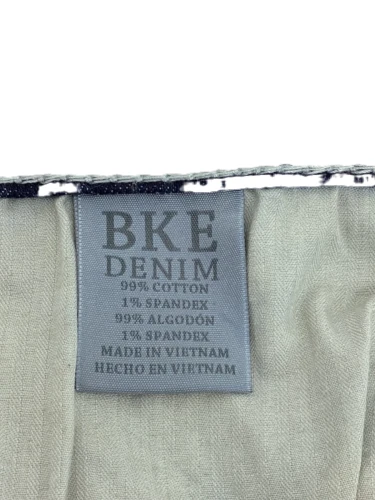 BKE
DENIM
99% COTTON
1% SPANDEX
99% ALGODÓN
1% SPANDEX
MADE IN VIETNAM
HECHO EN VIETNAM